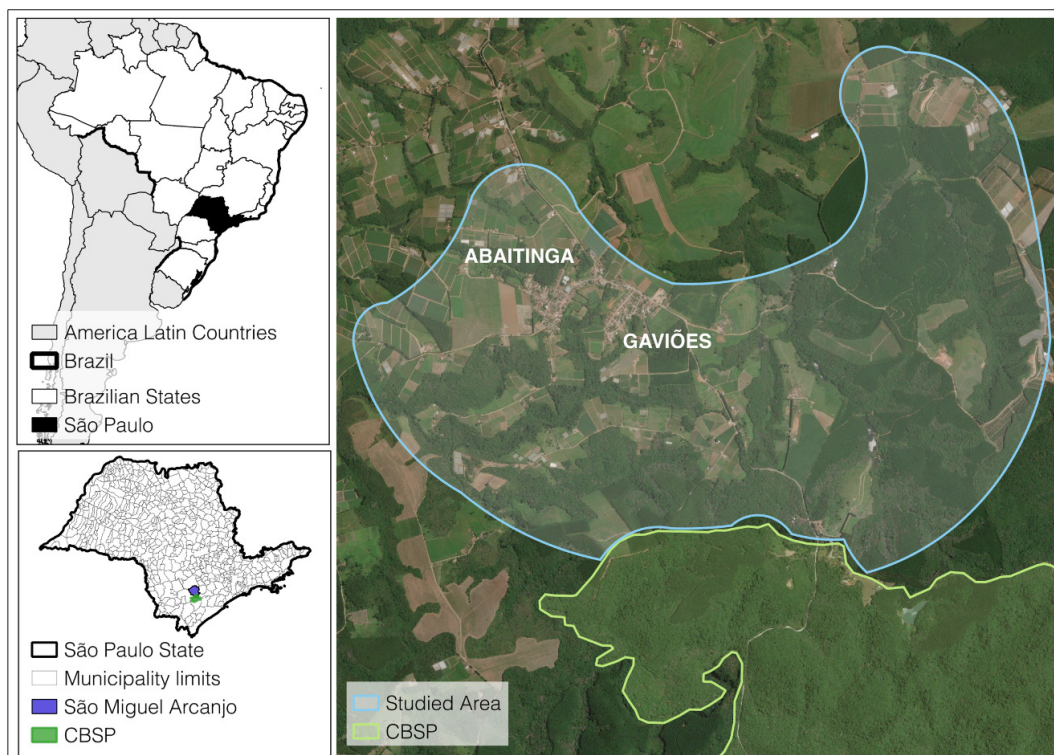 America Latin Countries
Brazil
Brazilian States
São Paulo
São Paulo State
Municipality limits
São Miguel Arcanjo
CBSP
ABAITINGA
GAVIÕES
Studied Area
CBSP